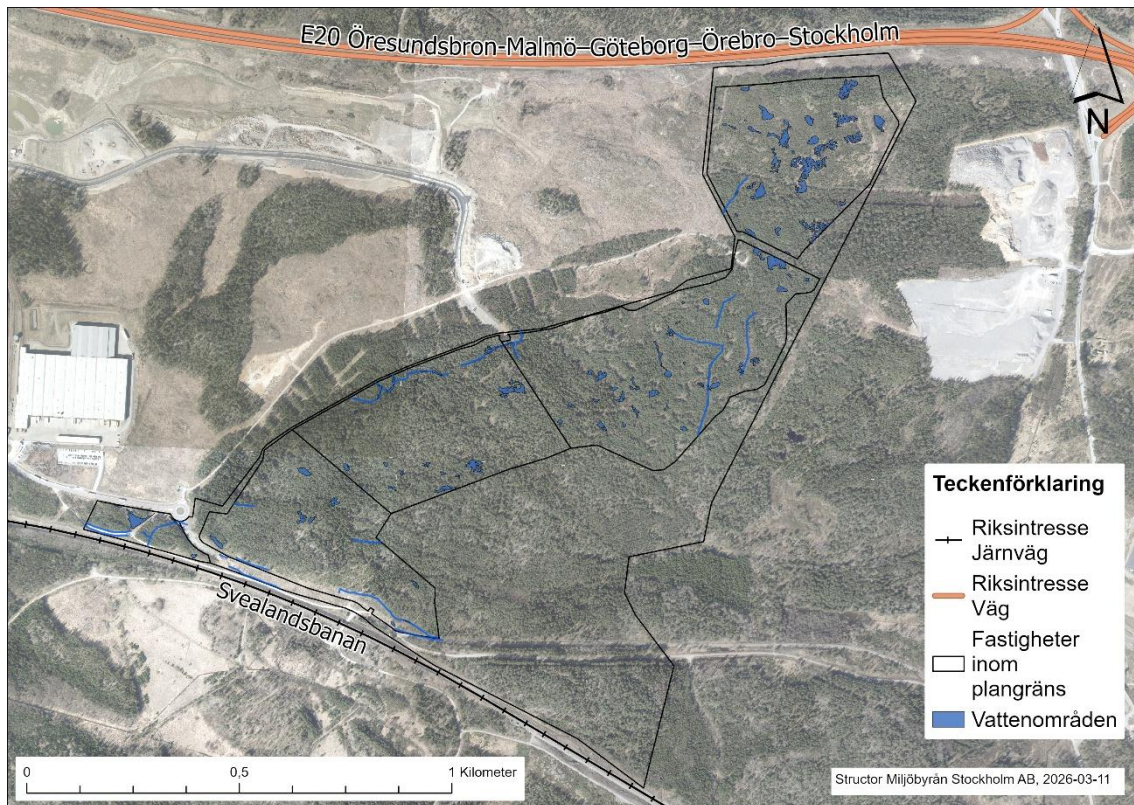 E20 Öresundsbron-Malmö-Göteborg-Örebro-Stockholm
N
Svealandsbanan
Teckenförklaring
Riksintresse
Järnväg
Riksintresse
Väg
Fastigheter
inom
plangräns
Vattenområden
0 0,5 1 Kilometer
Structor Miljöbyrån Stockholm AB, 2026-03-11